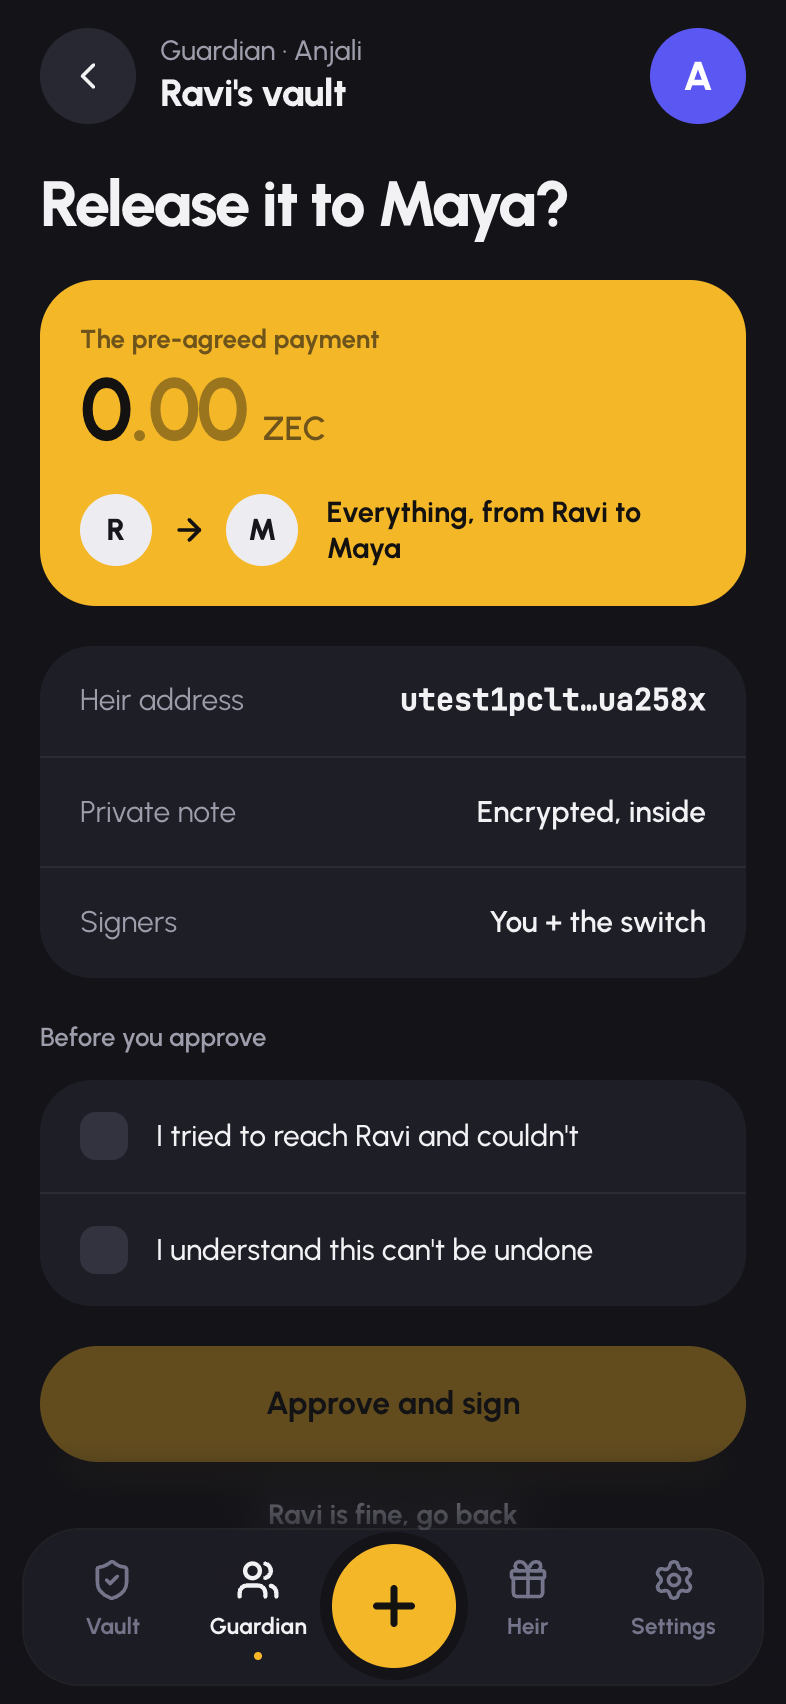 Guardian · Anjali
Ravi's vault
A
Release it to Maya?
The pre-agreed payment
0.00 ZEC
R → M
Everything, from Ravi to
Maya
Heir address utest1pclt…ua258x
Private note Encrypted, inside
Signers You + the switch
Before you approve
I tried to reach Ravi and couldn't
I understand this can't be undone
Approve and sign
Ravi is fine, go back
Vault Guardian Heir Settings